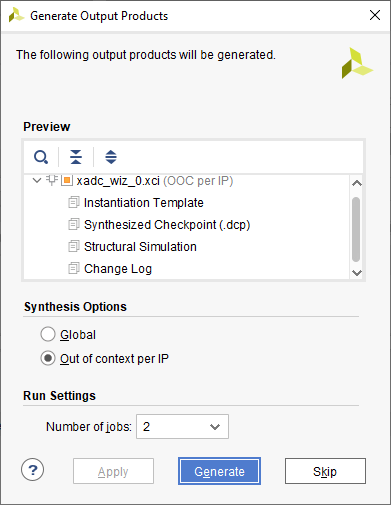 Generate Output Products
The following output products will be generated.
Preview
xadc_wiz_0.xci (OOC per IP)
Instantiation Template
Synthesized Checkpoint (.dcp)
Structural Simulation
Change Log
Synthesis Options
Global
Out of context per IP
Run Settings
Number of jobs: 2
? Apply Generate Skip